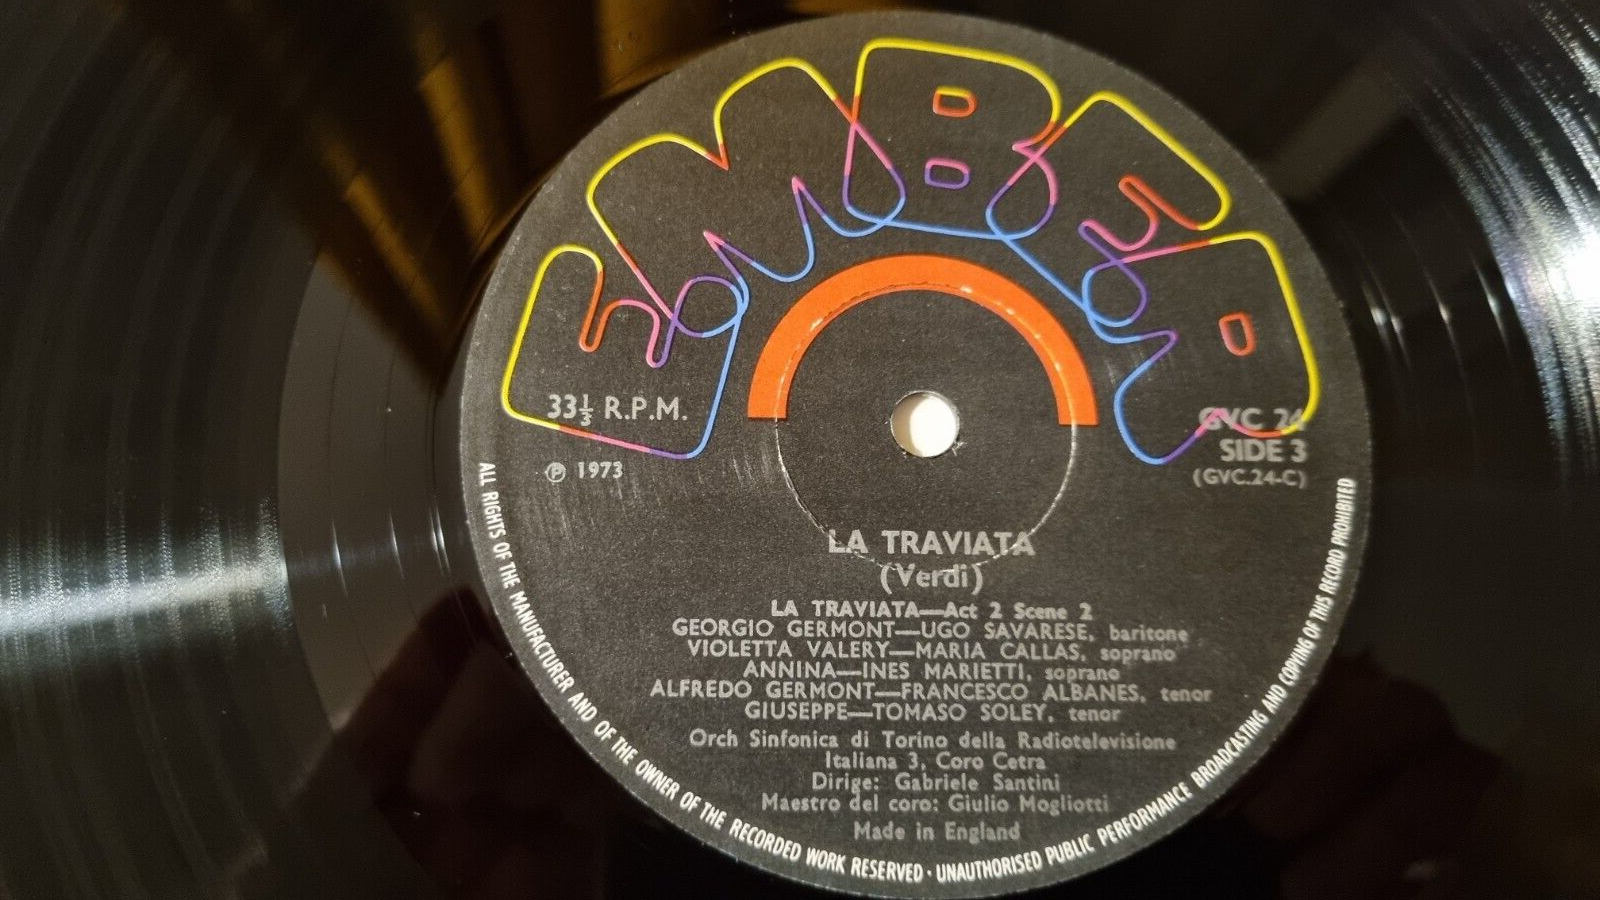 EMBER
33⅓ R.P.M.
GVC 24
SIDE 3
℗ 1973
(GVC.24-C)
LA TRAVIATA
(Verdi)
LA TRAVIATA—Act 2 Scene 2
GEORGIO GERMONT—UGO SAVARESE, baritone
VIOLETTA VALERY—MARIA CALLAS, soprano
ANNINA—INES MARIETTI, soprano
ALFREDO GERMONT—FRANCESCO ALBANES, tenor
GIUSEPPE—TOMASO SOLEY, tenor
Orch Sinfonica di Torino della Radiotelevisione
Italiana 3, Coro Cetra
Dirige: Gabriele Santini
Maestro del coro: Giulio Mogliotti
Made in England
ALL RIGHTS OF THE MANUFACTURER AND OF THE OWNER OF THE RECORDED WORK RESERVED · UNAUTHORISED PUBLIC PERFORMANCE BROADCASTING AND COPYING OF THIS RECORD PROHIBITED